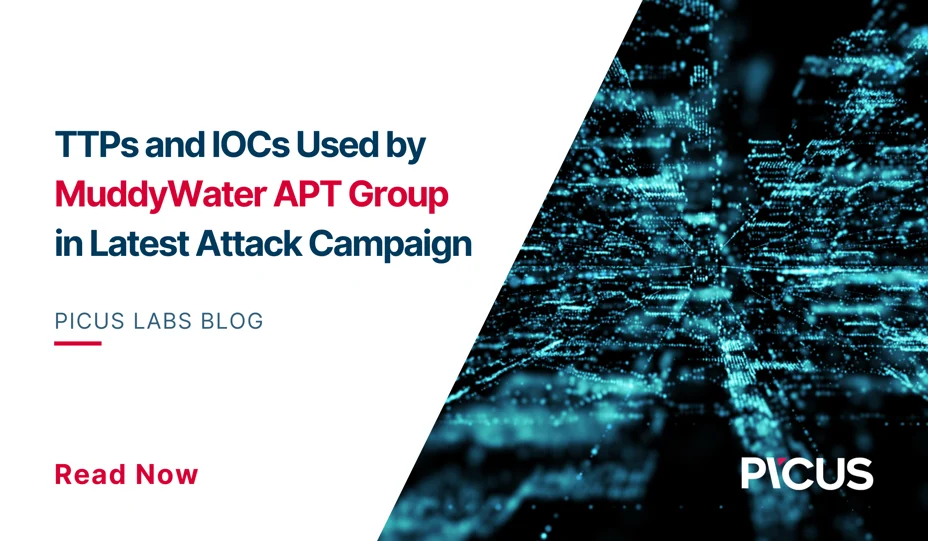 TTPs and IOCs Used by
MuddyWater APT Group
in Latest Attack Campaign
PICUS LABS BLOG
Read Now
PICUS